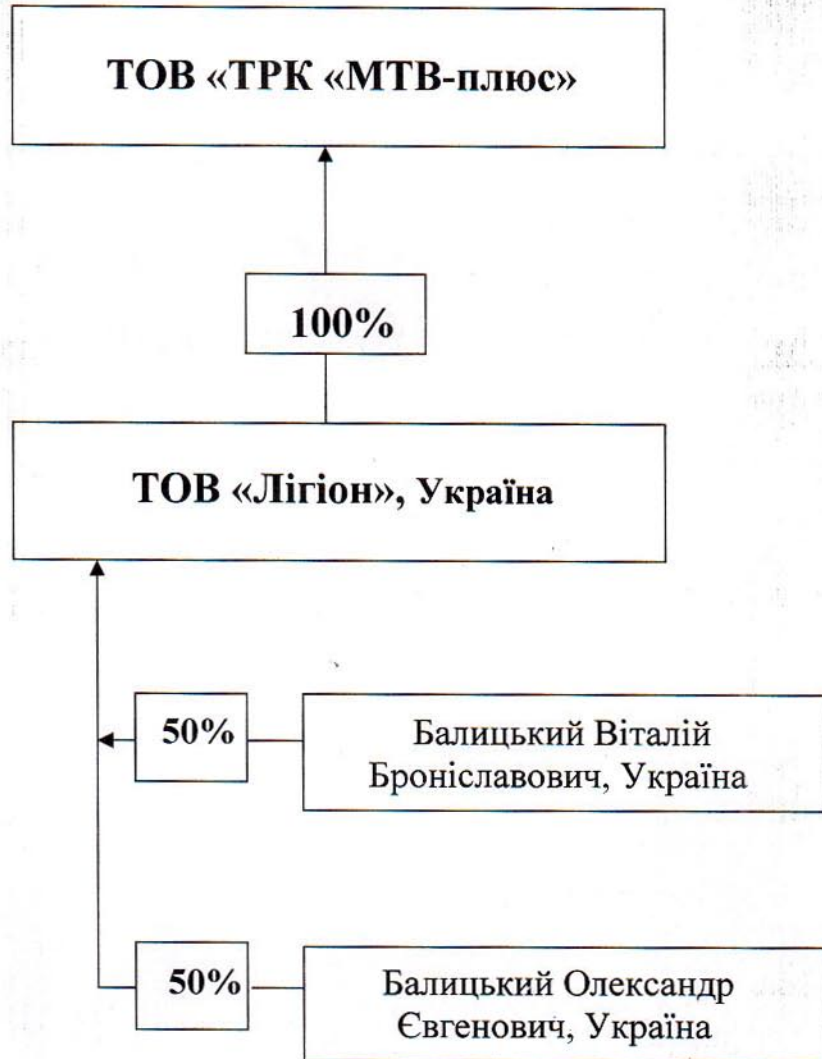 ТОВ «ТРК «МТВ-плюс»
100%
ТОВ «Лігіон», Україна
50%
Балицький Віталій
Броніславович, Україна
50%
Балицький Олександр
Євгенович, Україна